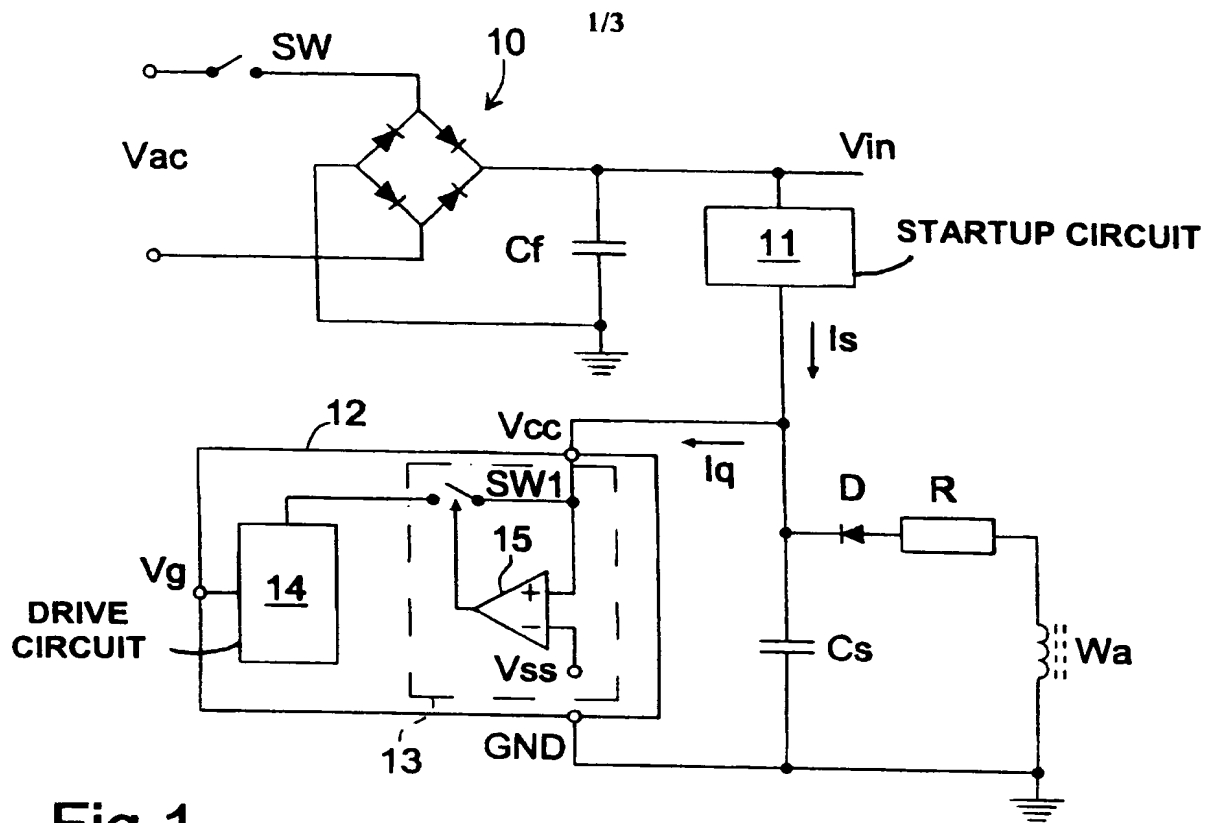 1/3
SW
10
Vac
Vin
Cf
11
STARTUP CIRCUIT
Is
12
Vcc
Iq
SW1
D
R
15
Vg
14
+
−
DRIVE
CIRCUIT
Vss
Cs
Wa
13
GND
Fig.1